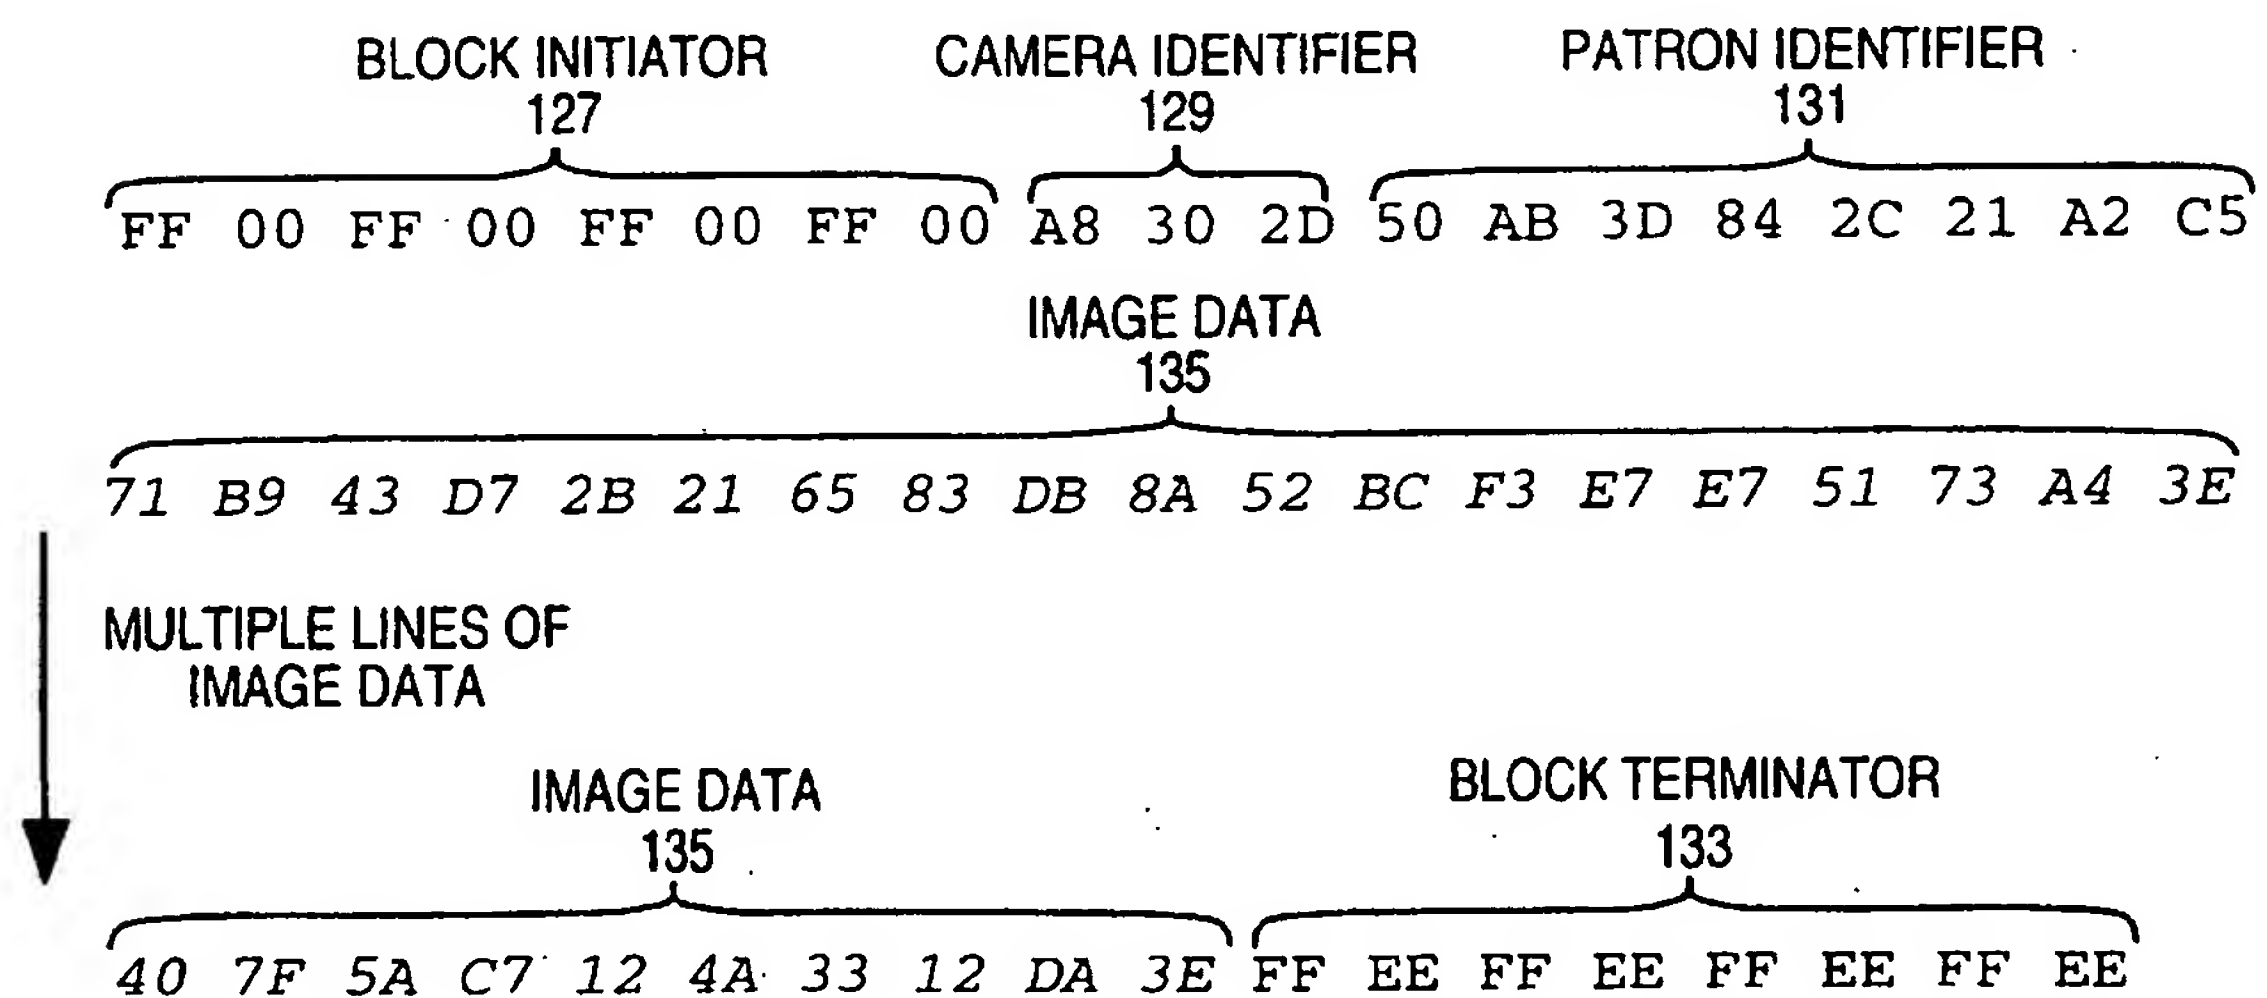 BLOCK INITIATOR CAMERA IDENTIFIER PATRON IDENTIFIER
127 129 131
FF 00 FF 00 FF 00 FF 00 A8 30 2D 50 AB 3D 84 2C 21 A2 C5
IMAGE DATA
135
71 B9 43 D7 2B 21 65 83 DB 8A 52 BC F3 E7 E7 51 73 A4 3E
MULTIPLE LINES OF
IMAGE DATA
IMAGE DATA BLOCK TERMINATOR
135 133
40 7F 5A C7 12 4A 33 12 DA 3E FF EE FF EE FF EE FF EE